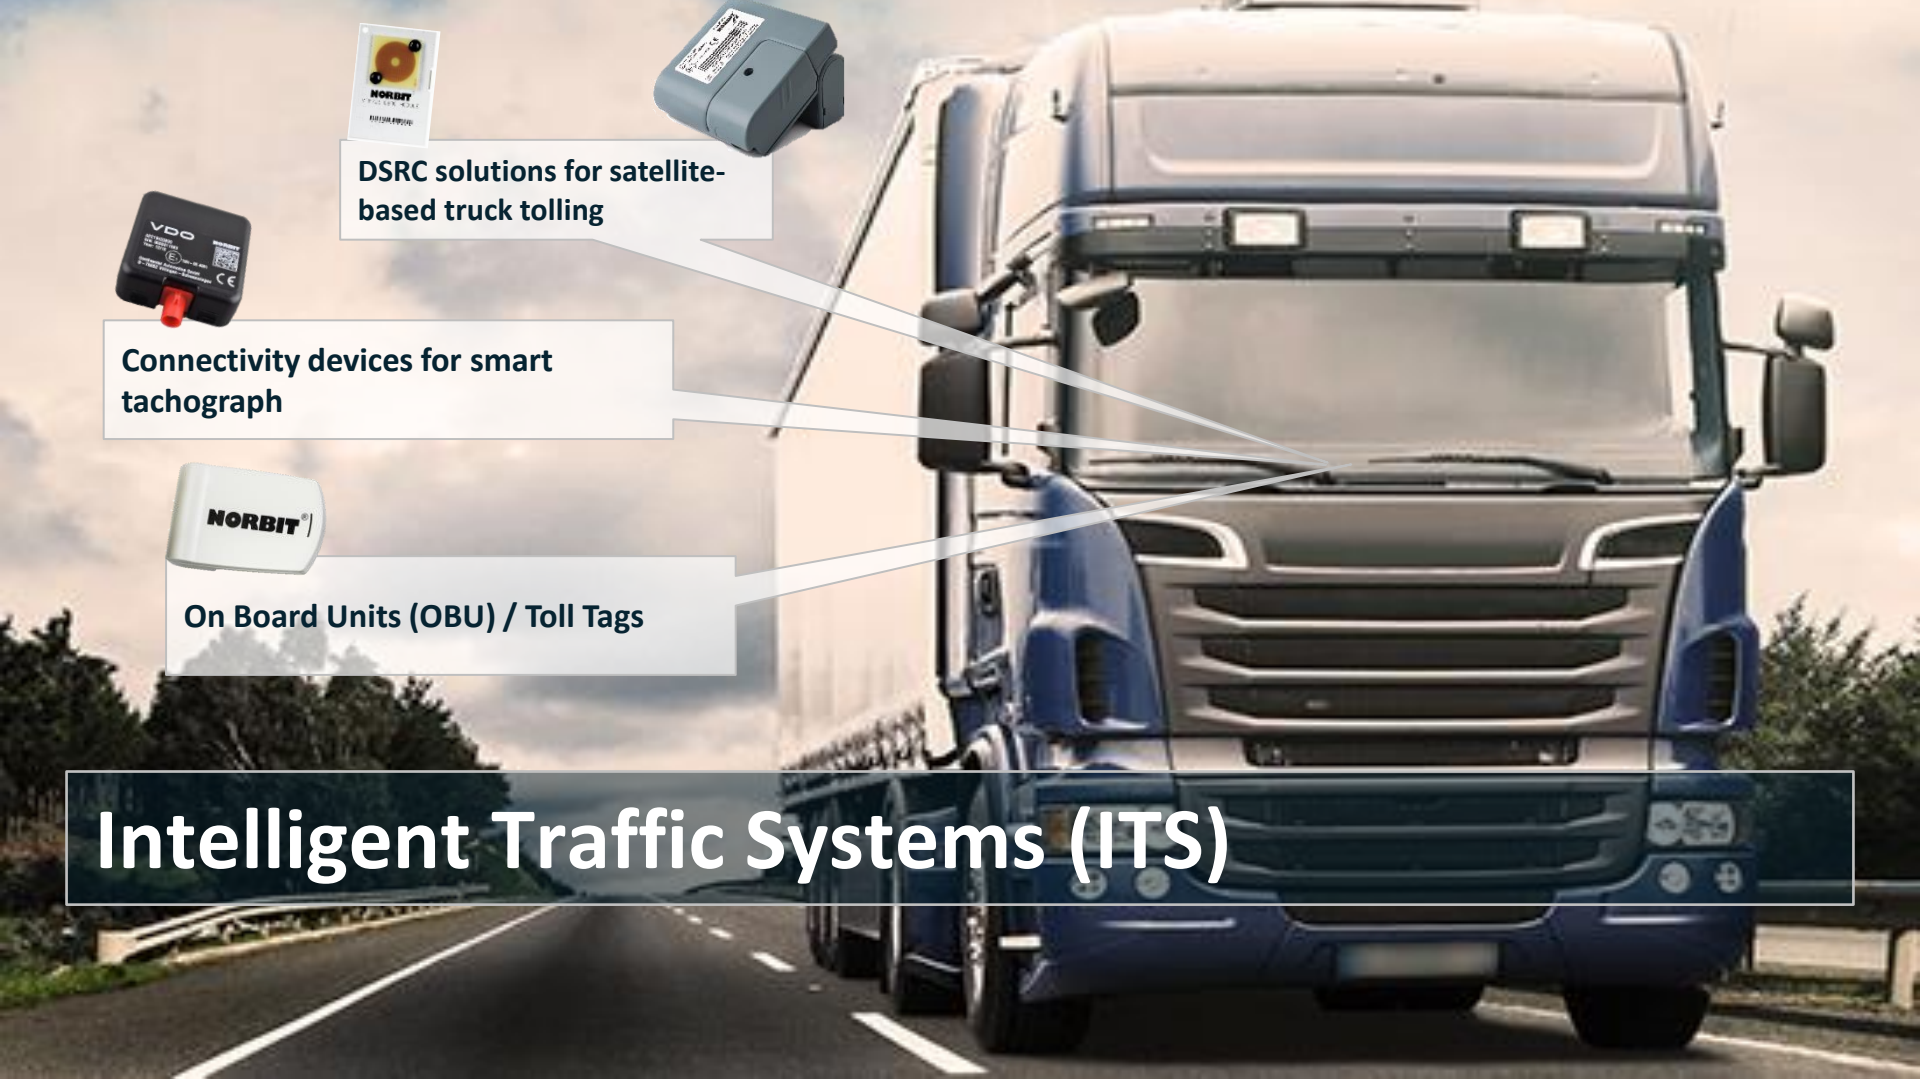 NORBIT
DSRC solutions for satellite-
based truck tolling
VDO
NORBIT
Connectivity devices for smart
tachograph
NORBIT®
On Board Units (OBU) / Toll Tags
Intelligent Traffic Systems (ITS)